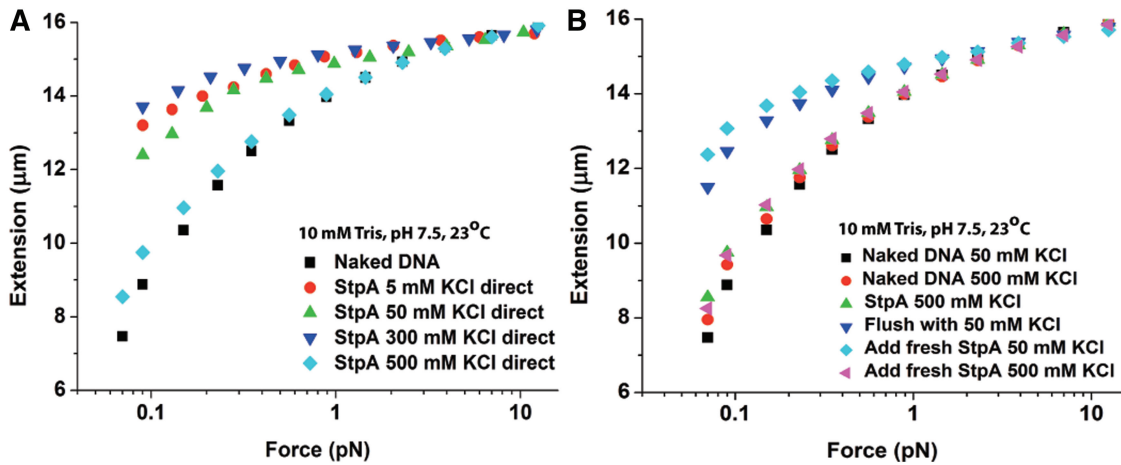 A
16
14
12
10
8
6
Extension (μm)
10 mM Tris, pH 7.5, 23°C
Naked DNA
StpA 5 mM KCl direct
StpA 50 mM KCl direct
StpA 300 mM KCl direct
StpA 500 mM KCl direct
0.1
1
10
Force (pN)
B
16
14
12
10
8
6
Extension (μm)
10 mM Tris, pH 7.5, 23°C
Naked DNA 50 mM KCl
Naked DNA 500 mM KCl
StpA 500 mM KCl
Flush with 50 mM KCl
Add fresh StpA 50 mM KCl
Add fresh StpA 500 mM KCl
0.1
1
10
Force (pN)